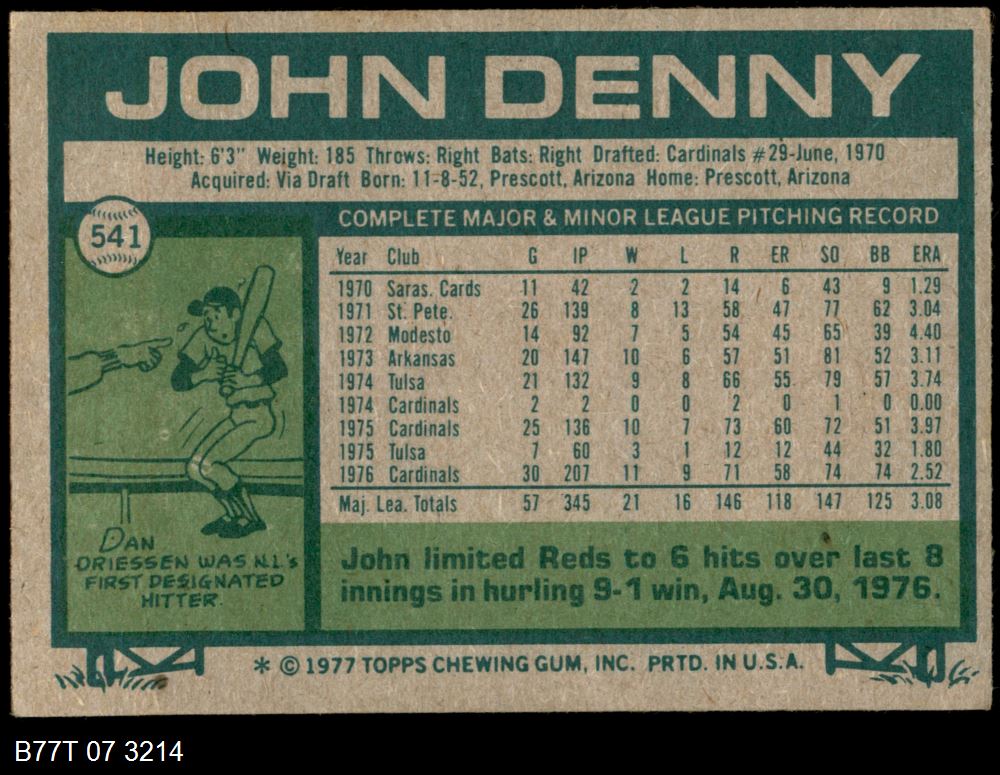 JOHN DENNY
Height: 6'3" Weight: 185 Throws: Right Bats: Right Drafted: Cardinals #29-June, 1970
Acquired: Via Draft Born: 11-8-52, Prescott, Arizona Home: Prescott, Arizona
541
COMPLETE MAJOR & MINOR LEAGUE PITCHING RECORD
Year Club G IP W L R ER SO BB ERA
1970 Saras. Cards 11 42 2 2 14 6 43 9 1.29
1971 St. Pete. 26 139 8 13 58 47 77 62 3.04
1972 Modesto 14 92 7 5 54 45 65 39 4.40
1973 Arkansas 20 147 10 6 57 51 81 52 3.11
1974 Tulsa 21 132 9 8 66 55 79 57 3.74
1974 Cardinals 2 2 0 0 2 0 1 0 0.00
1975 Cardinals 25 136 10 7 73 60 72 51 3.97
1975 Tulsa 7 60 3 1 12 12 44 32 1.80
1976 Cardinals 30 207 11 9 71 58 74 74 2.52
Maj. Lea. Totals 57 345 21 16 146 118 147 125 3.08
DAN
DRIESSEN WAS N.L.'s
FIRST DESIGNATED
HITTER.
John limited Reds to 6 hits over last 8
innings in hurling 9-1 win, Aug. 30, 1976.
* © 1977 TOPPS CHEWING GUM, INC. PRTD. IN U.S.A.
B77T 07 3214